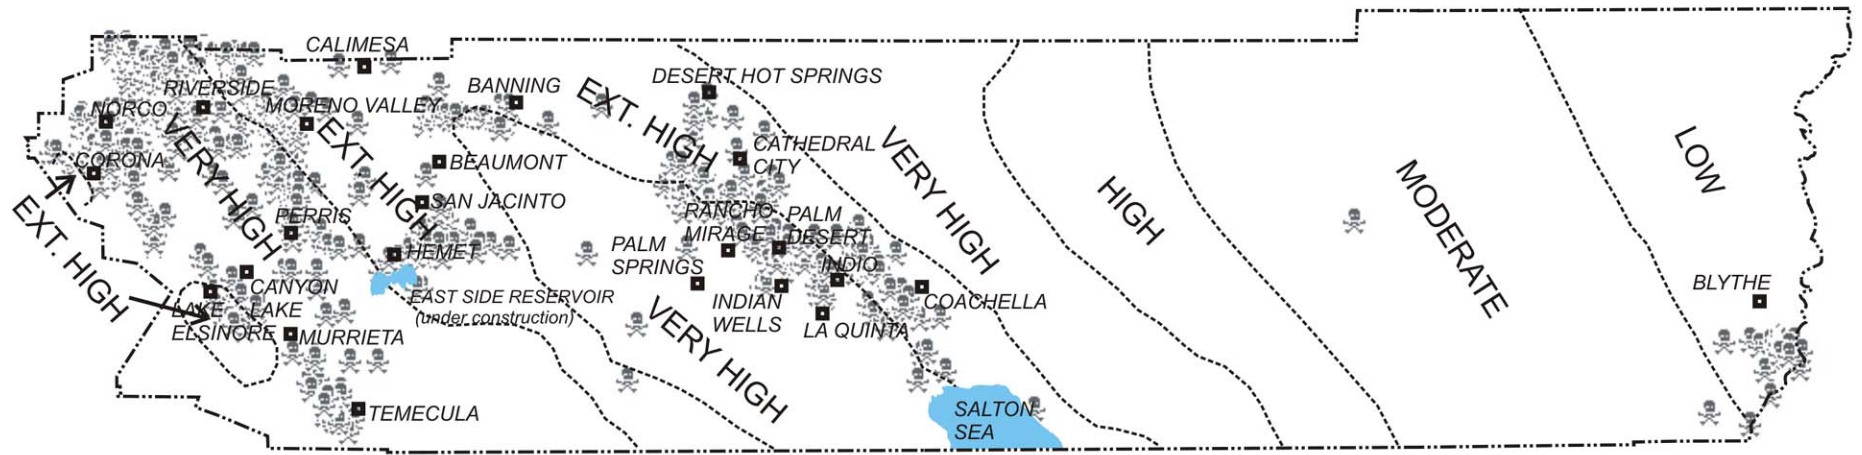 CALIMESA
RIVERSIDE
NORCO
MORENO VALLEY
BANNING
EXT. HIGH
DESERT HOT SPRINGS
VERY HIGH
EXT. HIGH
CORONA
BEAUMONT
CATHEDRAL
CITY
VERY HIGH
HIGH
MODERATE
LOW
EXT. HIGH
SAN JACINTO
PERRIS
HEMET
RANCHO
MIRAGE
PALM
DESERT
PALM
SPRINGS
INDIO
CANYON
LAKE
LAKE
ELSINORE
EAST SIDE RESERVOIR
(under construction)
INDIAN
WELLS
COACHELLA
LA QUINTA
BLYTHE
MURRIETA
VERY HIGH
TEMECULA
SALTON
SEA